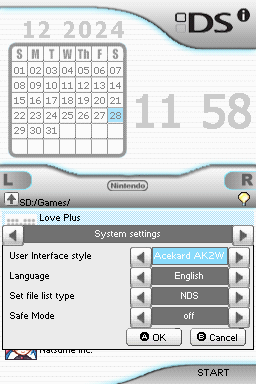 12 2024
DSi
S M T W Th F S
01 02 03 04 05 06 07
08 09 10 11 12 13 14
15 16 17 18 19 20 21
22 23 24 25 26 27 28
29 30 31
11 58
L Nintendo R
SD:/Games/
Love Plus
System settings
User Interface style Acekard AK2W
Language English
Set file list type NDS
Safe Mode off
A OK B Cancel
Natsume Inc.
START